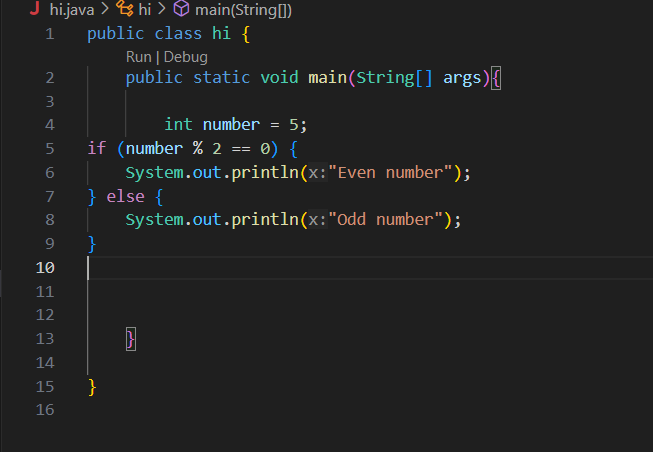 J hi.java > hi > main(String[])
1 public class hi {
Run | Debug
2 public static void main(String[] args){
3
4 int number = 5;
5 if (number % 2 == 0) {
6 System.out.println(x:"Even number");
7 } else {
8 System.out.println(x:"Odd number");
9 }
10
11
12
13 }
14
15 }
16